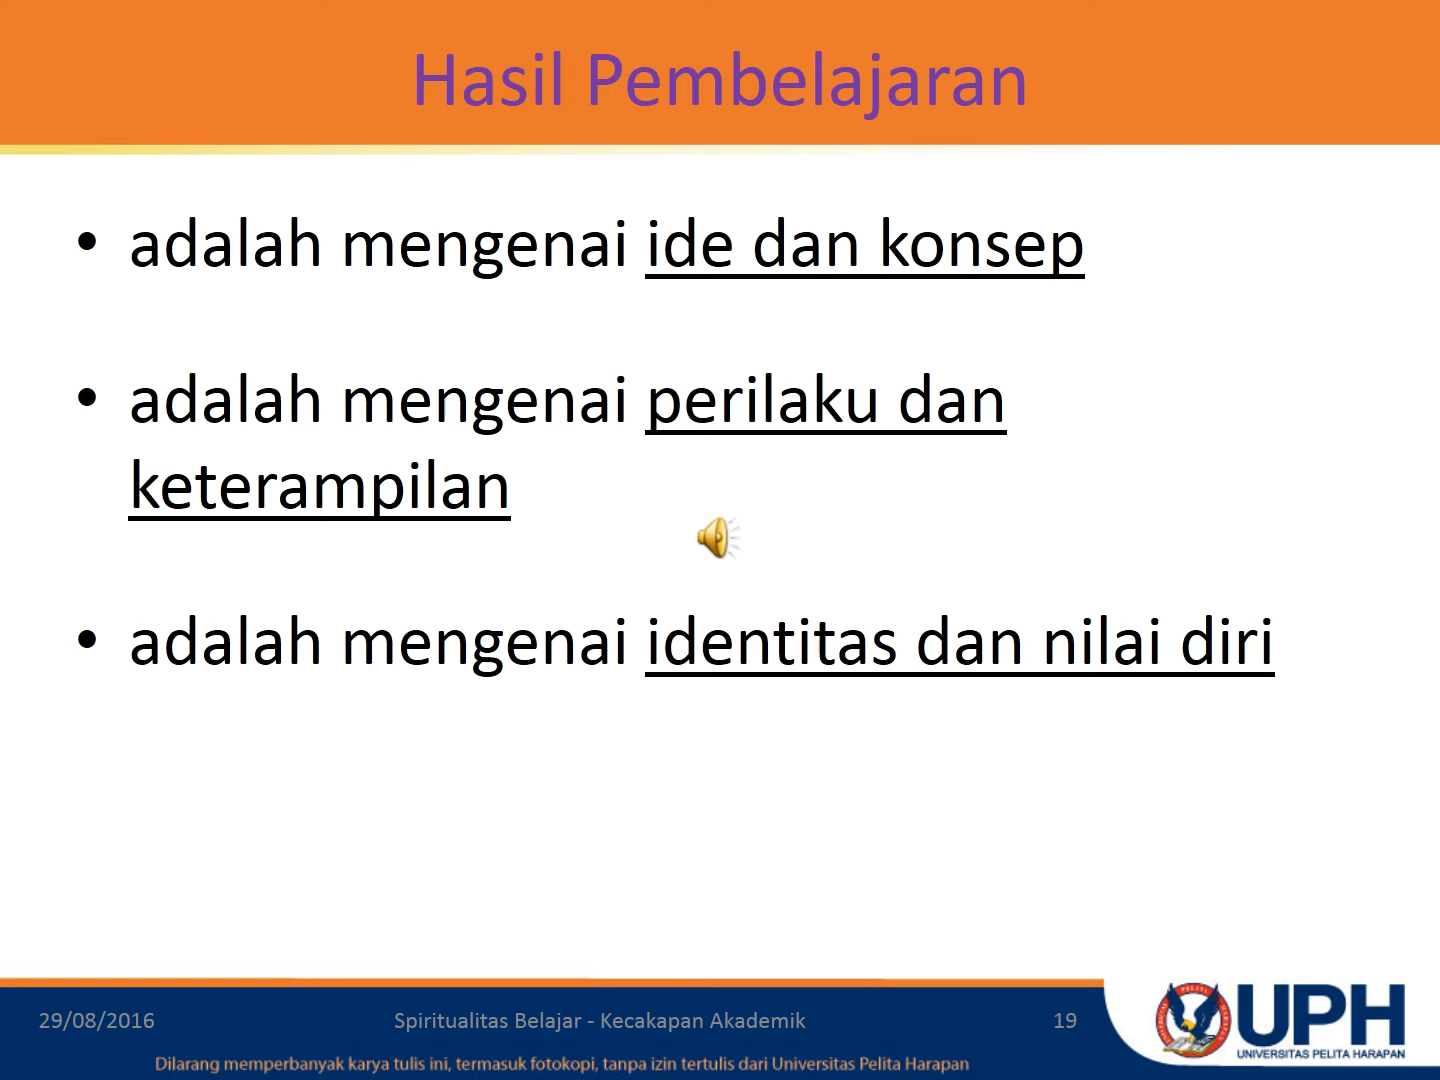 Hasil Pembelajaran
• adalah mengenai ide dan konsep
• adalah mengenai perilaku dan
keterampilan
• adalah mengenai identitas dan nilai diri
29/08/2016
Spiritualitas Belajar - Kecakapan Akademik
19
UPH
UNIVERSITAS PELITA HARAPAN
Dilarang memperbanyak karya tulis ini, termasuk fotokopi, tanpa izin tertulis dari Universitas Pelita Harapan